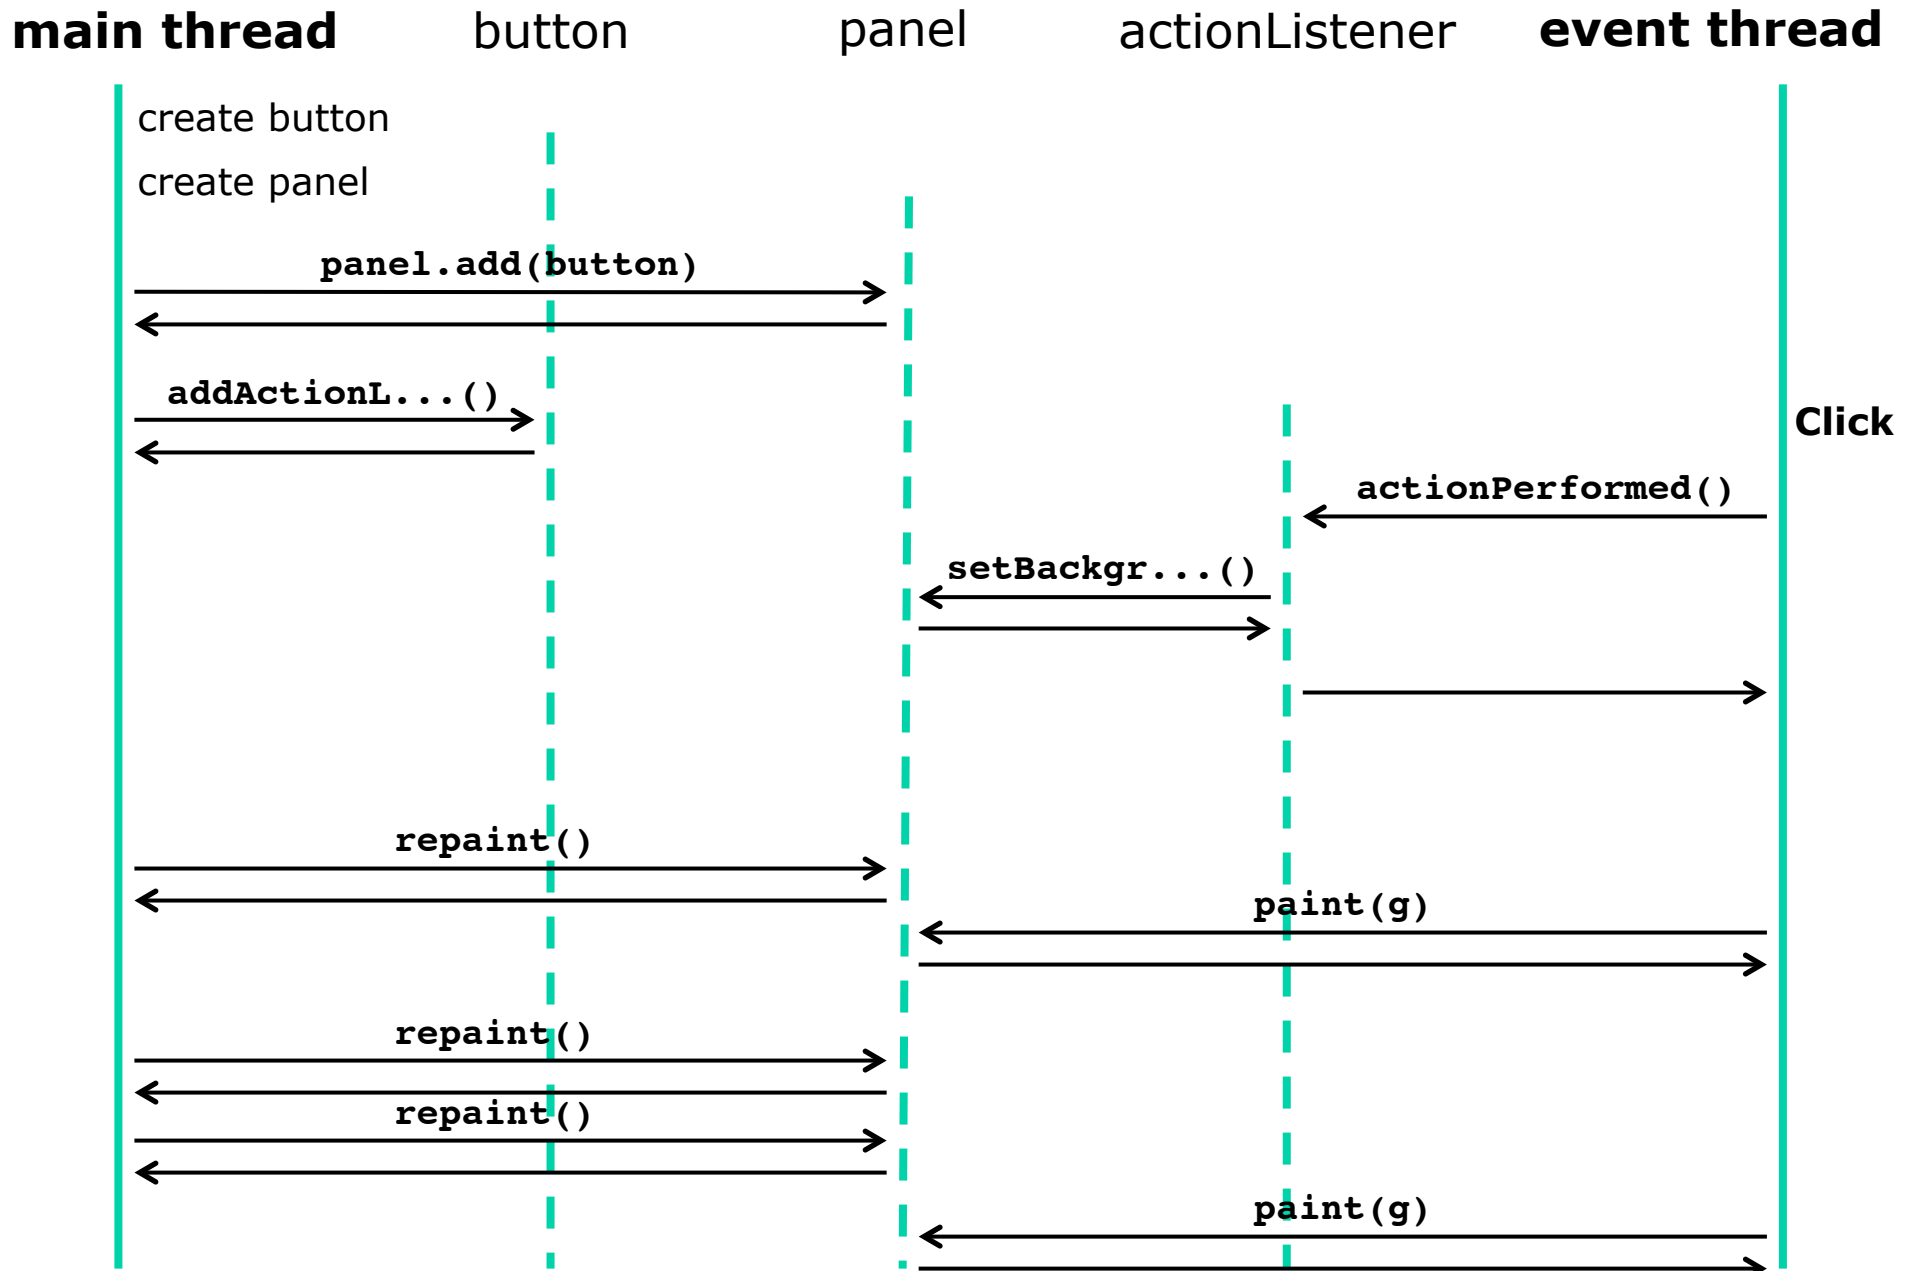 main thread button panel actionListener event thread
create button
create panel
panel.add(button)
addActionL...()
Click
actionPerformed()
setBackgr...()
repaint()
paint(g)
repaint()
repaint()
paint(g)